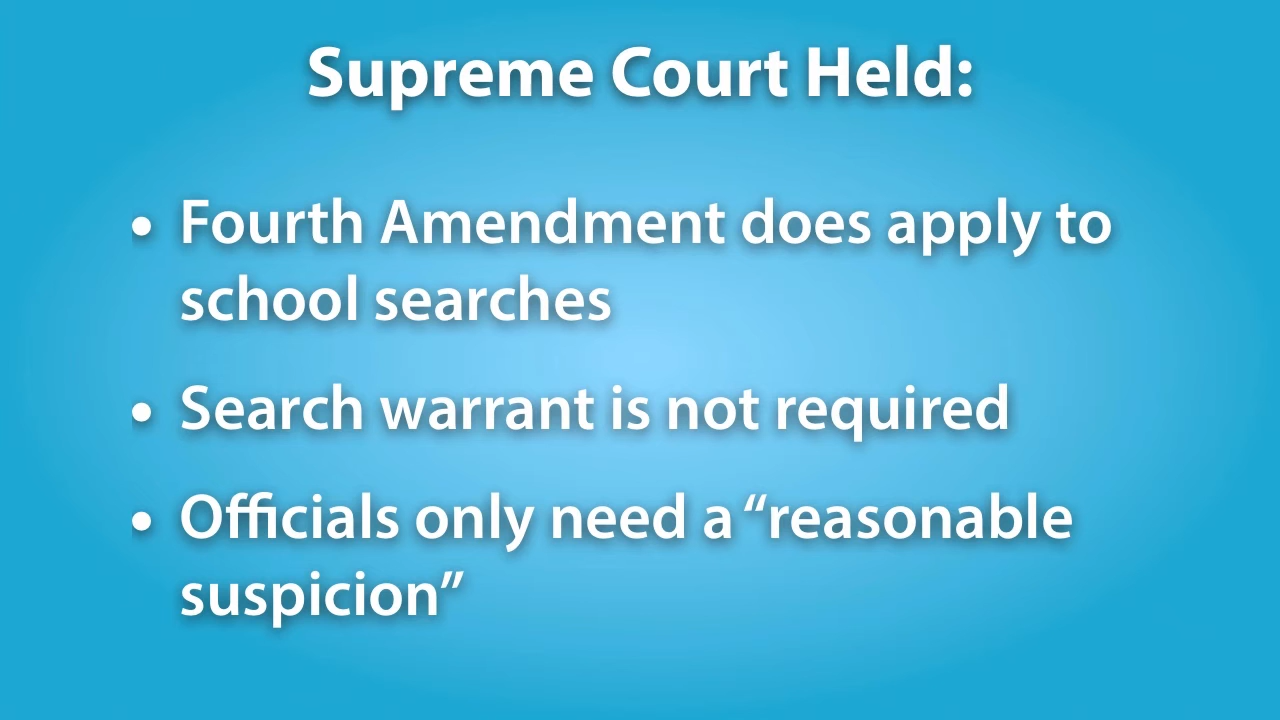 Supreme Court Held:
• Fourth Amendment does apply to
school searches
• Search warrant is not required
• Officials only need a “reasonable
suspicion”